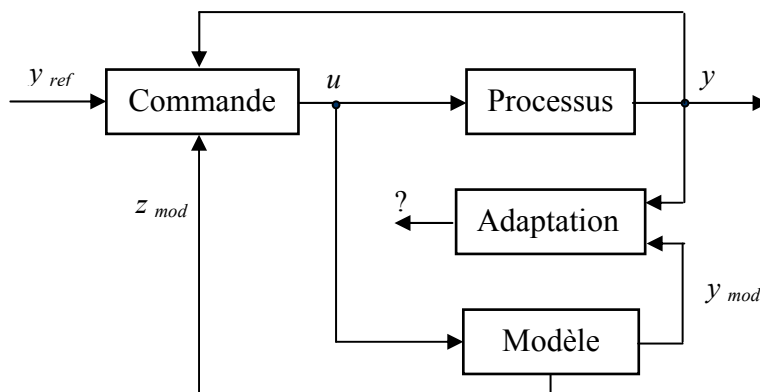 y ref
Commande
u
Processus
y
z mod
?
Adaptation
y mod
Modèle